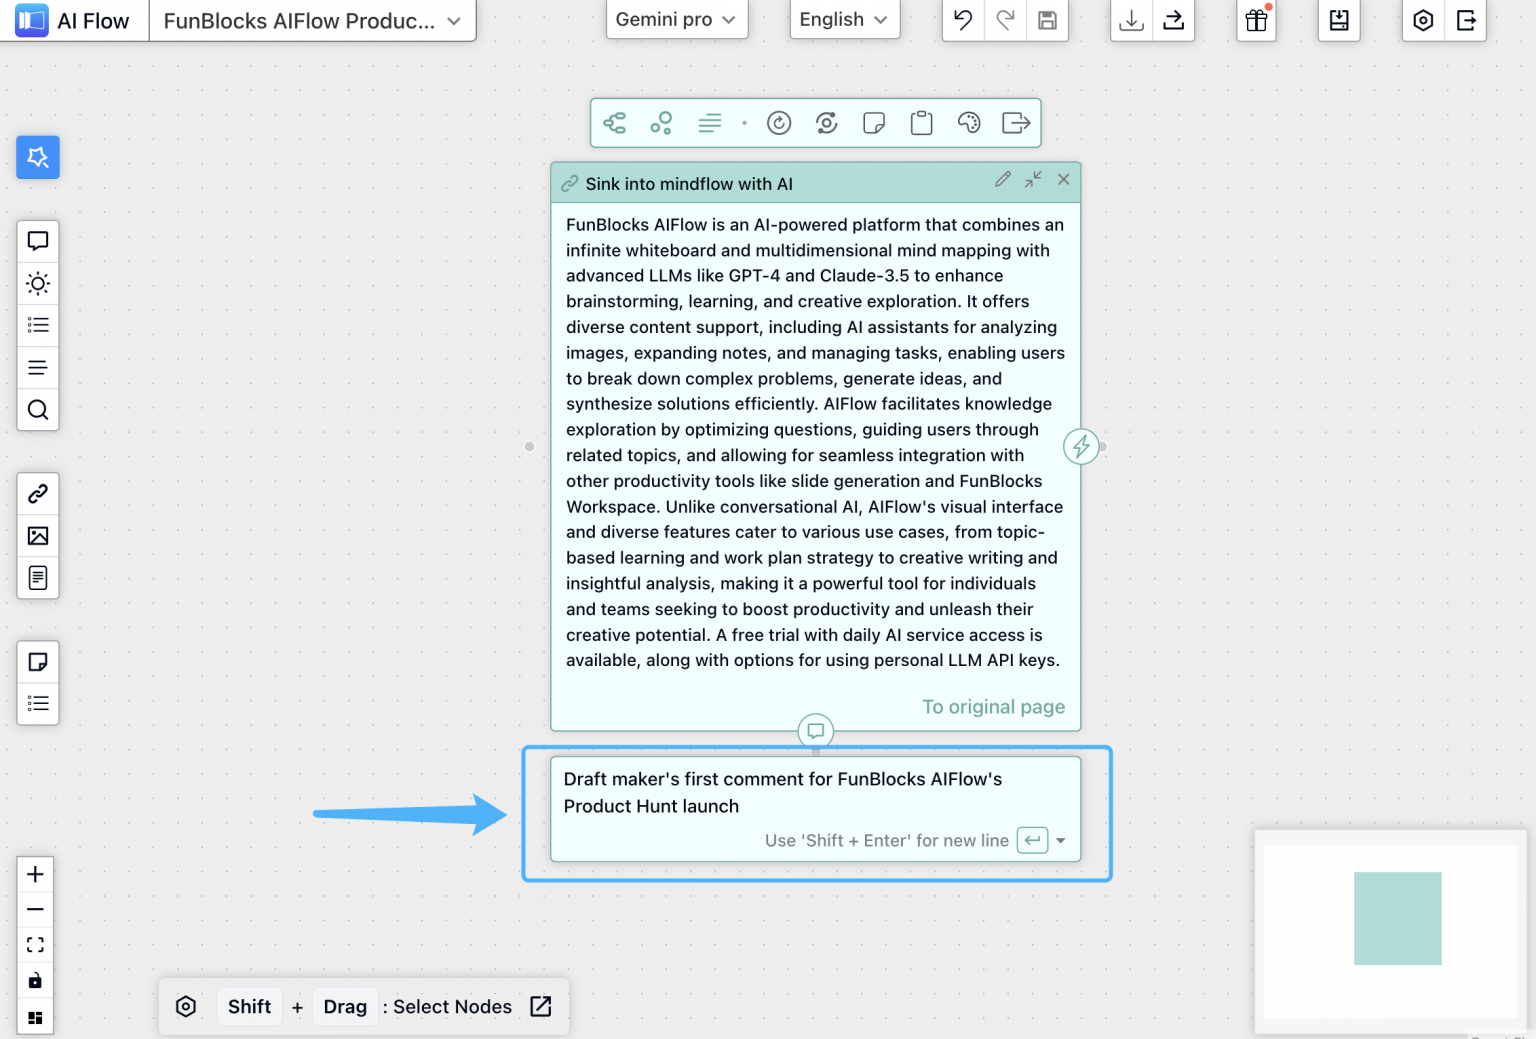 AI Flow
FunBlocks AIFlow Produc...
Gemini pro
English
Sink into mindflow with AI
FunBlocks AIFlow is an AI-powered platform that combines an
infinite whiteboard and multidimensional mind mapping with
advanced LLMs like GPT-4 and Claude-3.5 to enhance
brainstorming, learning, and creative exploration. It offers
diverse content support, including AI assistants for analyzing
images, expanding notes, and managing tasks, enabling users
to break down complex problems, generate ideas, and
synthesize solutions efficiently. AIFlow facilitates knowledge
exploration by optimizing questions, guiding users through
related topics, and allowing for seamless integration with
other productivity tools like slide generation and FunBlocks
Workspace. Unlike conversational AI, AIFlow's visual interface
and diverse features cater to various use cases, from topic-
based learning and work plan strategy to creative writing and
insightful analysis, making it a powerful tool for individuals
and teams seeking to boost productivity and unleash their
creative potential. A free trial with daily AI service access is
available, along with options for using personal LLM API keys.
To original page
Draft maker's first comment for FunBlocks AIFlow's
Product Hunt launch
Use 'Shift + Enter' for new line
Shift + Drag : Select Nodes